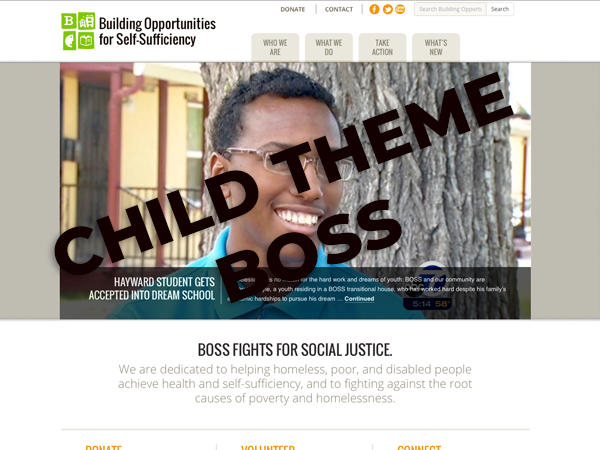 DONATE
CONTACT
Search Building Opportu
Search
B
Building Opportunities
for Self-Sufficiency
WHO WE
ARE
WHAT WE
DO
TAKE
ACTION
WHAT'S
NEW
CHILD THEME
BOSS
HAYWARD STUDENT GETS
ACCEPTED INTO DREAM SCHOOL
for the hard work and dreams of youth: BOSS and our community are
a youth residing in a BOSS transitional house, who has worked hard despite his family's
hardships to pursue his dream ... Continued
5:14 58°
BOSS FIGHTS FOR SOCIAL JUSTICE.
We are dedicated to helping homeless, poor, and disabled people
achieve health and self-sufficiency, and to fighting against the root
causes of poverty and homelessness.
DONATE
VOLUNTEER
CONNECT